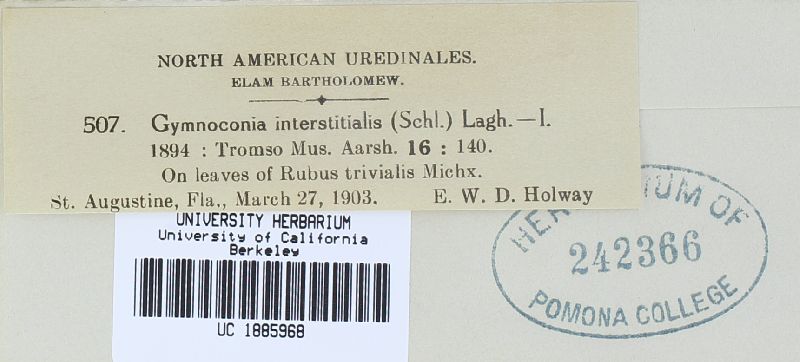 NORTH AMERICAN UREDINALES.
ELAM BARTHOLOMEW.
507. Gymnoconia interstitialis (Schl.) Lagh.—I.
1894 : Tromso Mus. Aarsh. 16 : 140.
On leaves of Rubus trivialis Michx.
St. Augustine, Fla., March 27, 1903. E. W. D. Holway
UNIVERSITY HERBARIUM
University of California
Berkeley
UC 1885968
OF
242366
POMONA COLLEGE